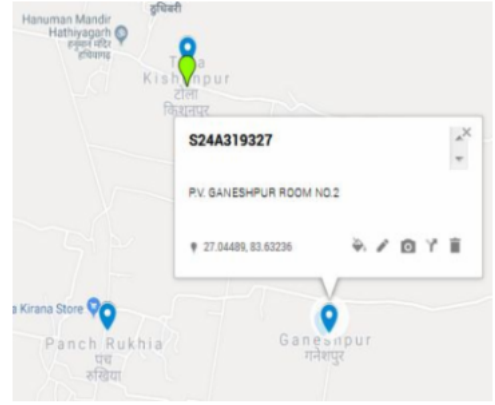 ठुधिबरी
Hanuman Mandir
Hathiyagarh
हनुमान मंदिर
हथियागढ़
Kishunpur
टोला
किशुनपुर
S24A319327
P.V. GANESHPUR ROOM NO.2
27.04489, 83.63236
Kirana Store
Panch Rukhia
पंच
रुखिया
Ganeshpur
गनेशपुर